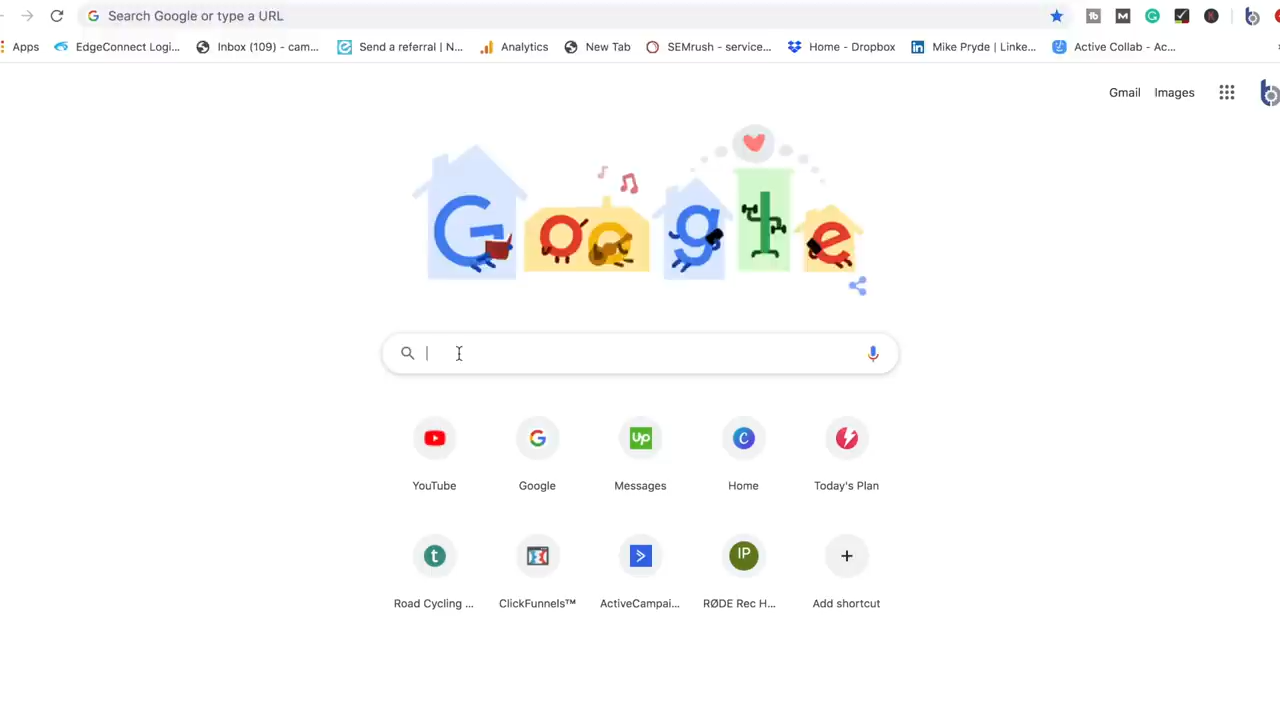 Search Google or type a URL
Apps EdgeConnect Logi... Inbox (109) - cam... Send a referral | N... Analytics New Tab SEMrush - service... Home - Dropbox Mike Pryde | Linke... Active Collab - Ac...
Gmail Images
Google
YouTube Google Messages Home Today's Plan
Road Cycling ... ClickFunnels™ ActiveCampai... RØDE Rec H... Add shortcut